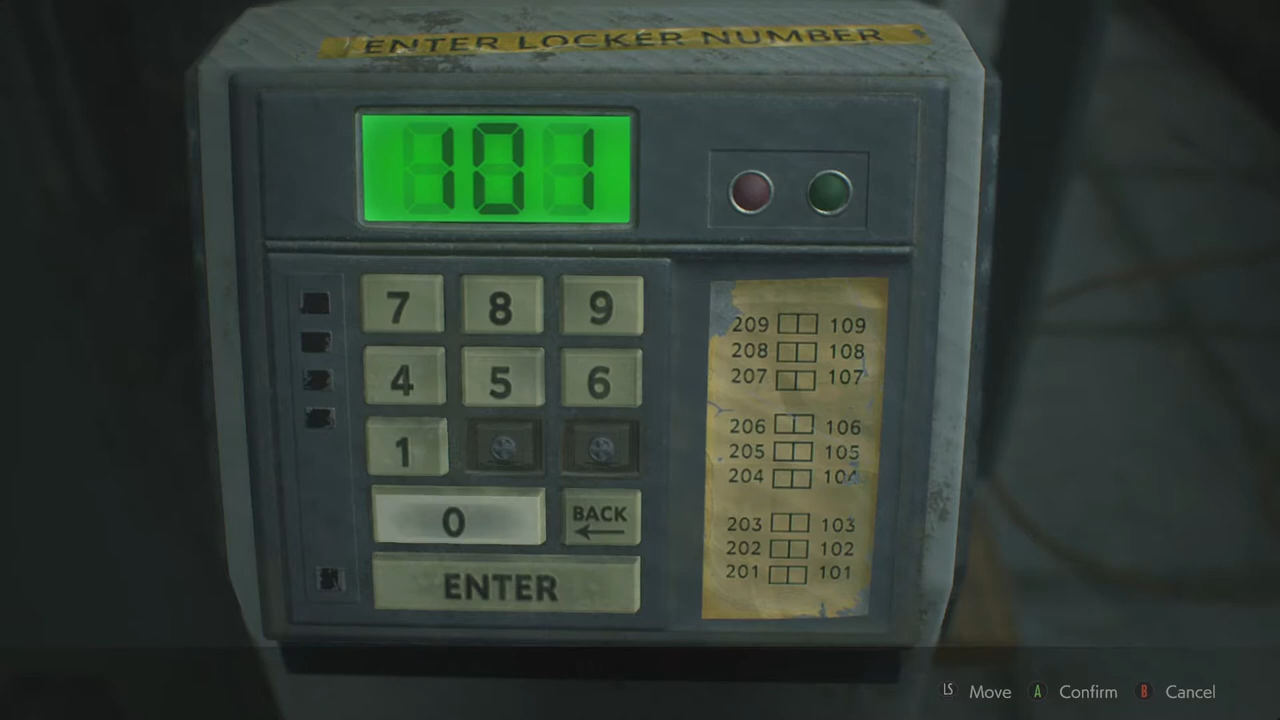 ENTER LOCKER NUMBER
101
7 8 9
4 5 6
1
0 BACK
ENTER
209 109
208 108
207 107
206 106
205 105
204 104
203 103
202 102
201 101
LS Move A Confirm B Cancel